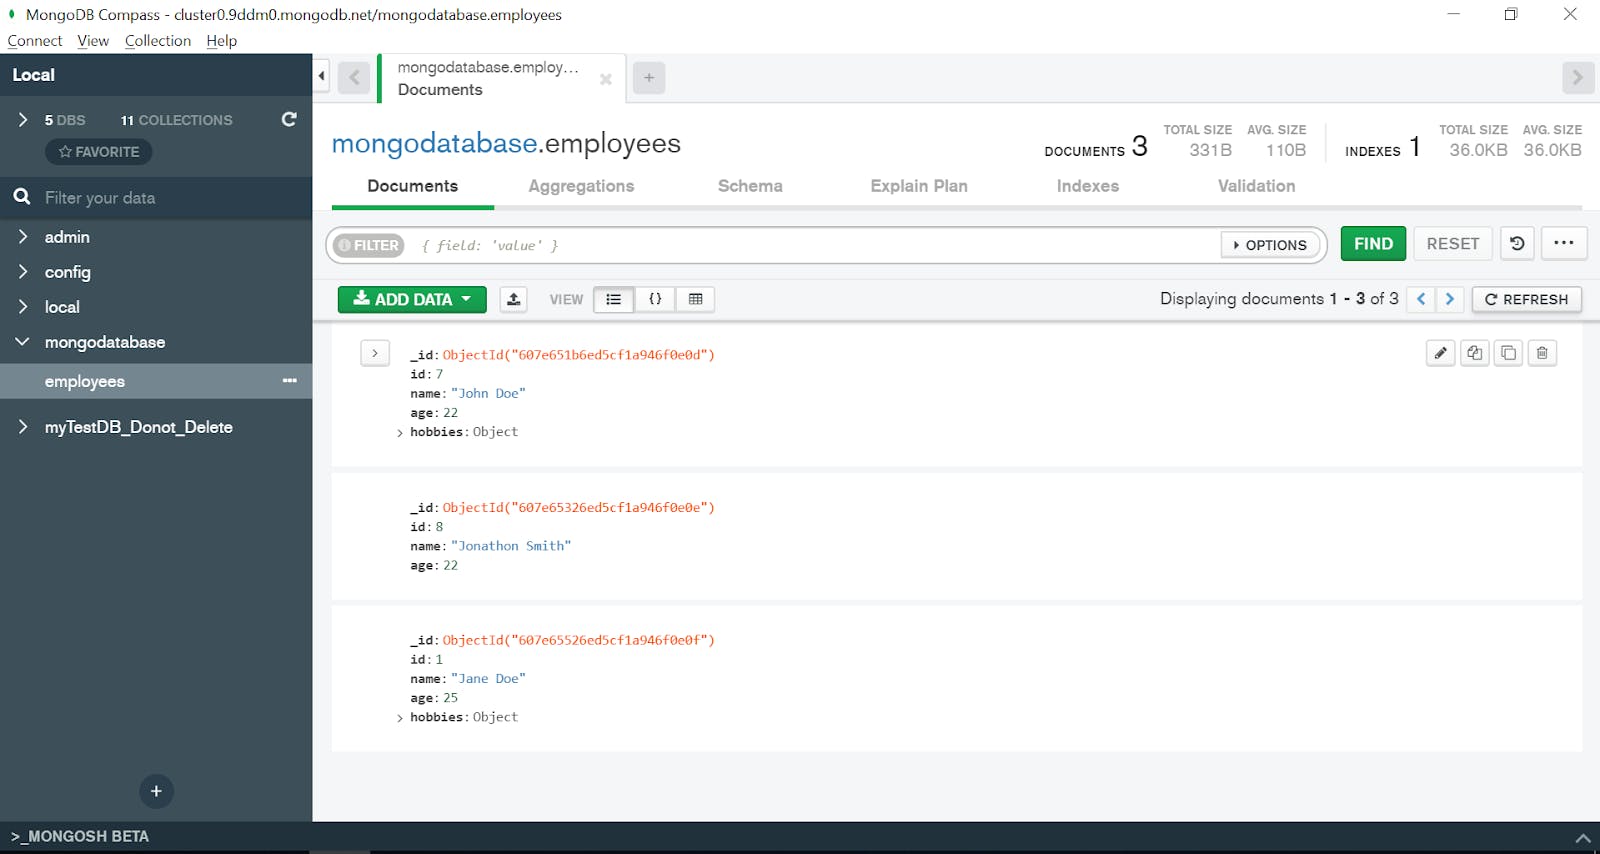 MongoDB Compass - cluster0.9ddm0.mongodb.net/mongodatabase.employees
Connect View Collection Help
Local
5 DBS 11 COLLECTIONS
FAVORITE
Filter your data
admin
config
local
mongodatabase
employees
myTestDB_Donot_Delete
>_MONGOSH BETA
mongodatabase.employ...
Documents
mongodatabase.employees
DOCUMENTS 3 TOTAL SIZE 331B AVG. SIZE 110B INDEXES 1 TOTAL SIZE 36.0KB AVG. SIZE 36.0KB
Documents Aggregations Schema Explain Plan Indexes Validation
FILTER { field: 'value' } OPTIONS FIND RESET
ADD DATA VIEW {} Displaying documents 1 - 3 of 3 REFRESH
_id: ObjectId("607e651b6ed5cf1a946f0e0d")
id: 7
name: "John Doe"
age: 22
hobbies: Object
_id: ObjectId("607e65326ed5cf1a946f0e0e")
id: 8
name: "Jonathon Smith"
age: 22
_id: ObjectId("607e65526ed5cf1a946f0e0f")
id: 1
name: "Jane Doe"
age: 25
hobbies: Object